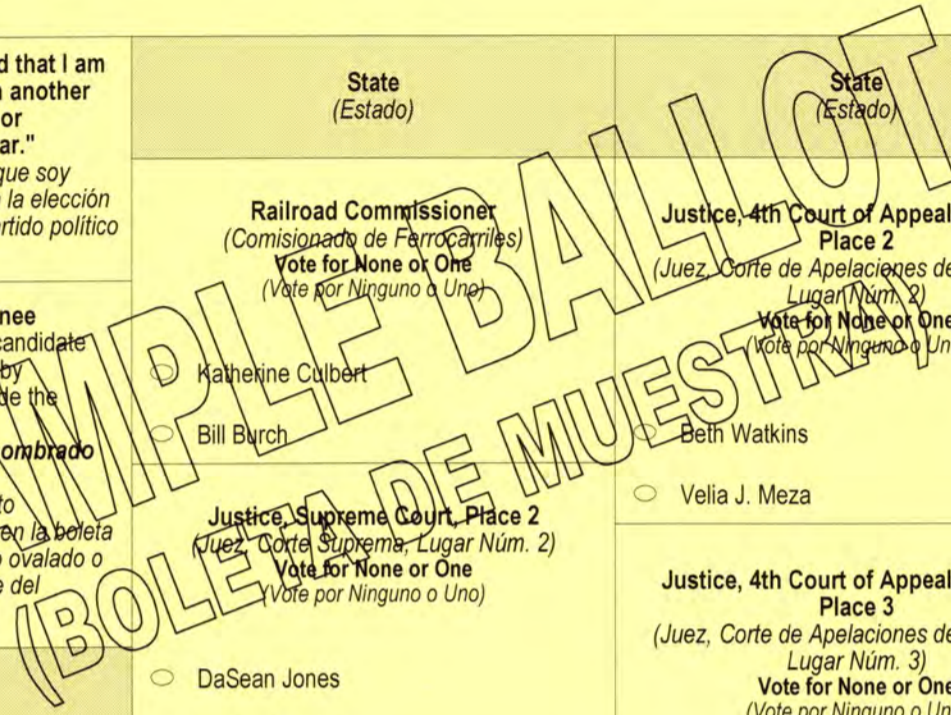 d that I am
another
or
ar."
que soy
la elección
rtido político
nee
candidate
by
de the
ombrado
to
en la boleta
ovalado o
e del
State
(Estado)
Railroad Commissioner
(Comisionado de Ferrocarriles)
Vote for None or One
(Vote por Ninguno o Uno)
Katherine Culbert
Bill Burch
Justice, Supreme Court, Place 2
(Juez, Corte Suprema, Lugar Núm. 2)
Vote for None or One
(Vote por Ninguno o Uno)
DaSean Jones
State
(Estado)
Justice, 4th Court of Appeal
Place 2
(Juez, Corte de Apelaciones de
Lugar Núm. 2)
Vote for None or One
(Vote por Ninguno o Un
Beth Watkins
Velia J. Meza
Justice, 4th Court of Appeal
Place 3
(Juez, Corte de Apelaciones de
Lugar Núm. 3)
Vote for None or One
(Vote por Ninguno o Un
AMPLE BALLOT
(BOLETA DE MUESTRA)